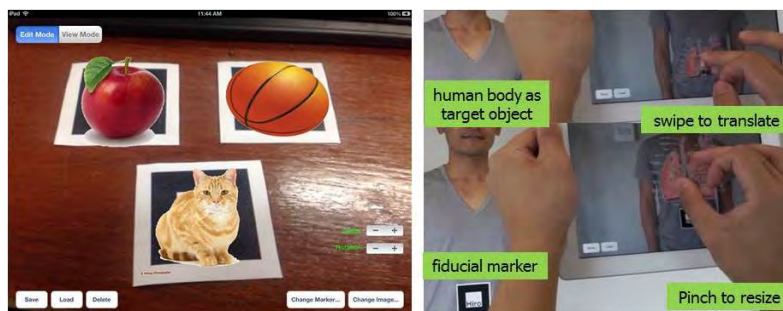 iPad
11:44 AM
100%
Edit Mode
View Mode
Save
Load
Delete
Change Marker...
Change Image...
human body as
target object
swipe to translate
fiducial marker
Hiro
Pinch to resize